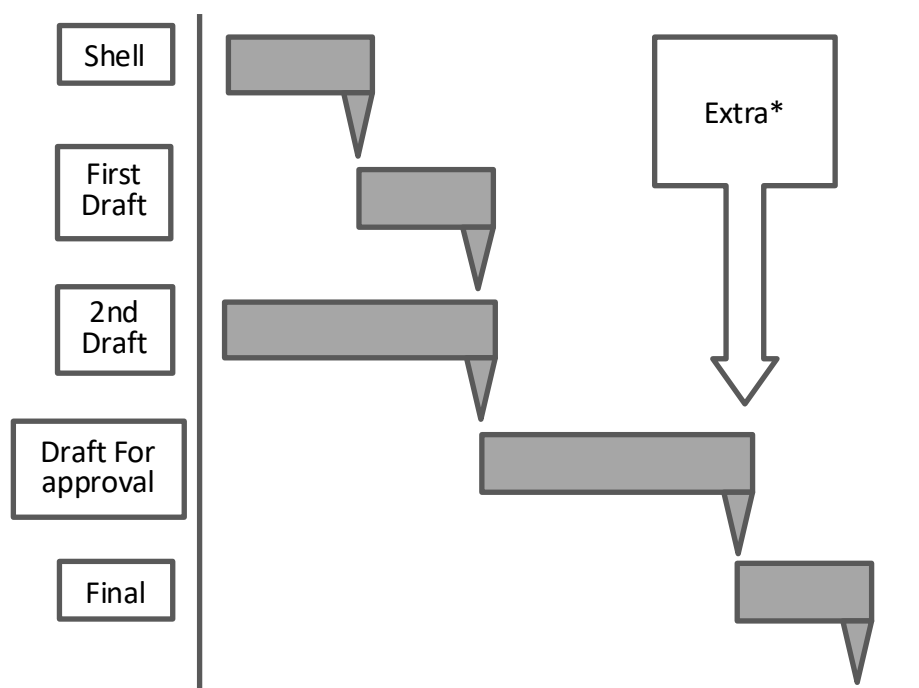 Shell
Extra*
First
Draft
2nd
Draft
Draft For
approval
Final